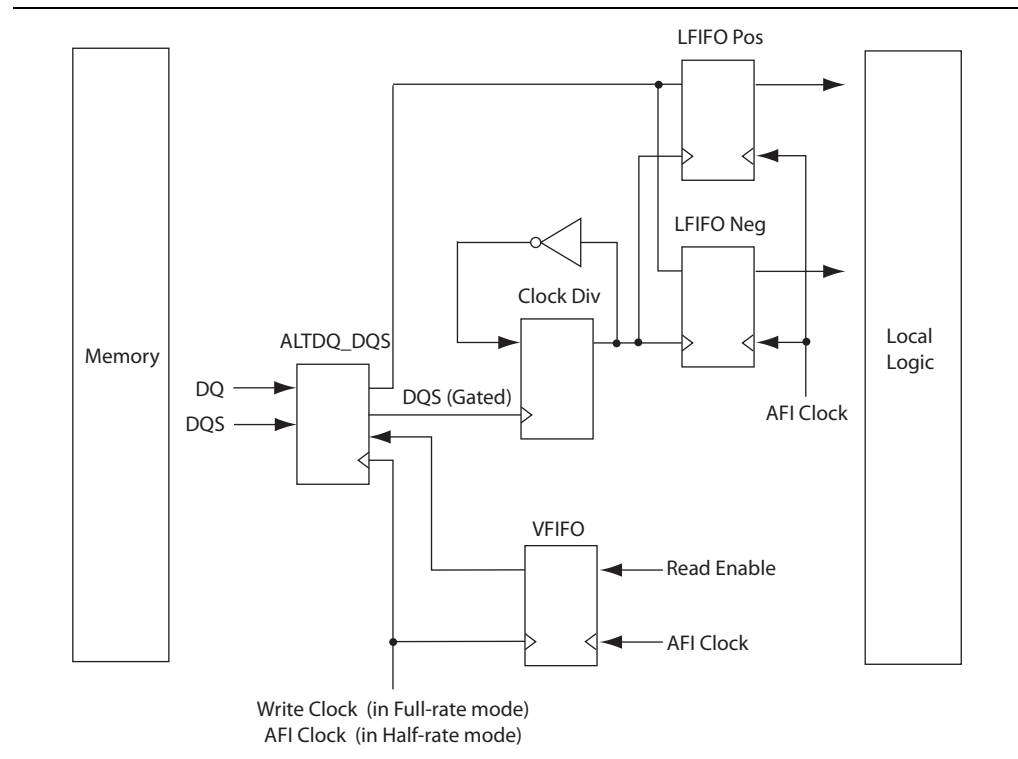 LFIFO Pos
LFIFO Neg
Clock Div
Memory
ALTDQ_DQS
Local
Logic
DQ
DQS (Gated)
DQS
AFI Clock
VFIFO
Read Enable
AFI Clock
Write Clock (in Full-rate mode)
AFI Clock (in Half-rate mode)